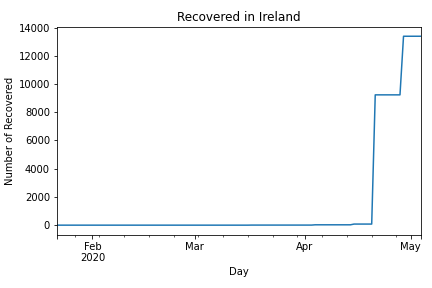 Recovered in Ireland
Number of Recovered
14000
12000
10000
8000
6000
4000
2000
0
Feb
2020
Mar
Apr
May
Day